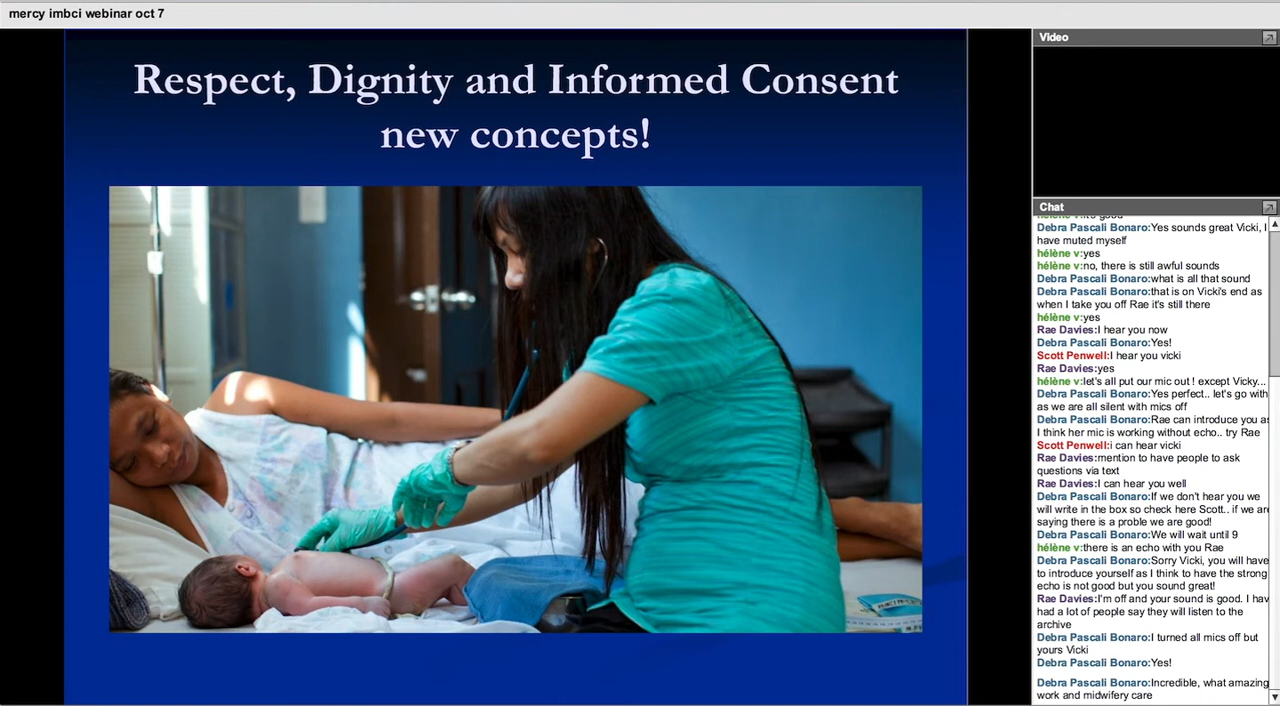 mercy imbci webinar oct 7
Respect, Dignity and Informed Consent
new concepts!
Video
Chat
hélène v:it's good
Debra Pascali Bonaro:Yes sounds great Vicki, I
have muted myself
hélène v:yes
hélène v:no, there is still awful sounds
Debra Pascali Bonaro:what is all that sound
Debra Pascali Bonaro:that is on Vicki's end as
when I take you off Rae it's still there
hélène v:yes
Rae Davies:I hear you now
Debra Pascali Bonaro:Yes!
Scott Penwell:I hear you vicki
Rae Davies:yes
hélène v:let's all put our mic out ! except Vicky...
Debra Pascali Bonaro:Yes perfect.. let's go with
as we are all silent with mics off
Debra Pascali Bonaro:Rae can introduce you as
I think her mic is working without echo.. try Rae
Scott Penwell:i can hear vicki
Rae Davies:mention to have people to ask
questions via text
Rae Davies:I can hear you well
Debra Pascali Bonaro:If we don't hear you we
will write in the box so check here Scott.. if we are
saying there is a proble we are good!
Debra Pascali Bonaro:We will wait until 9
hélène v:there is an echo with you Rae
Debra Pascali Bonaro:Sorry Vicki, you will have
to introduce yourself as I think to have the strong
echo is not good but you sound great!
Rae Davies:I'm off and your sound is good. I hav
had a lot of people say they will listen to the
archive
Debra Pascali Bonaro:I turned all mics off but
yours Vicki
Debra Pascali Bonaro:Yes!
Debra Pascali Bonaro:Incredible, what amazing
work and midwifery care